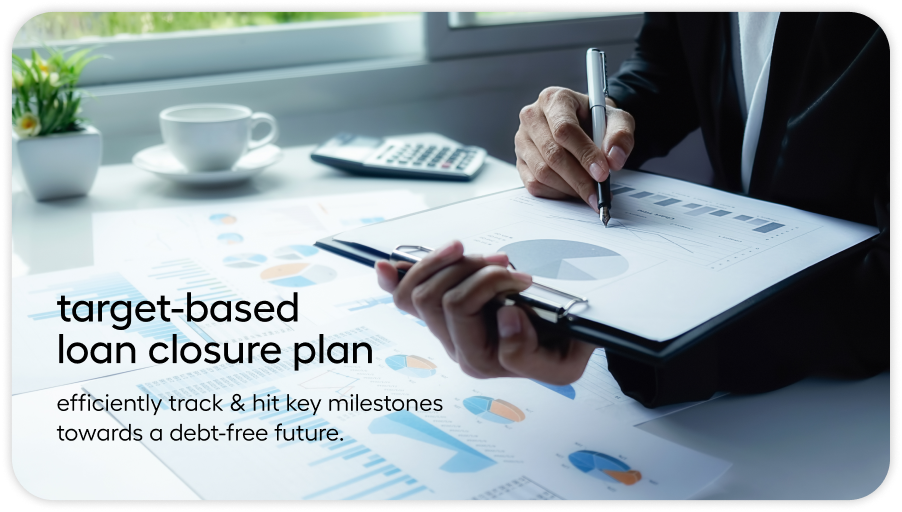 target-based
loan closure plan
efficiently track & hit key milestones
towards a debt-free future.